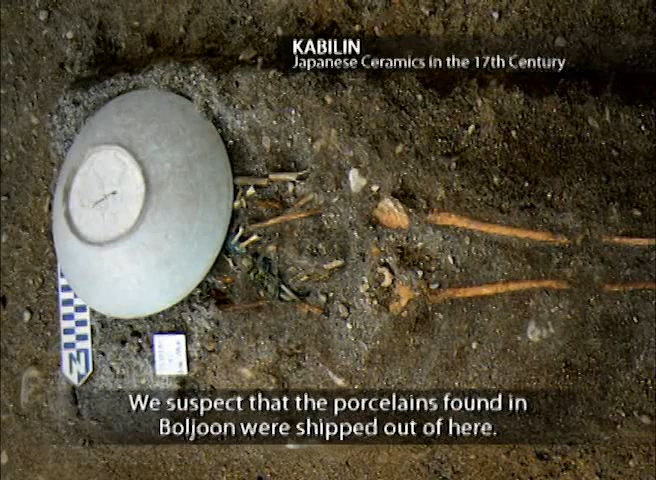 KABILIN
Japanese Ceramics in the 17th Century
We suspect that the porcelains found in
Boljoon were shipped out of here.